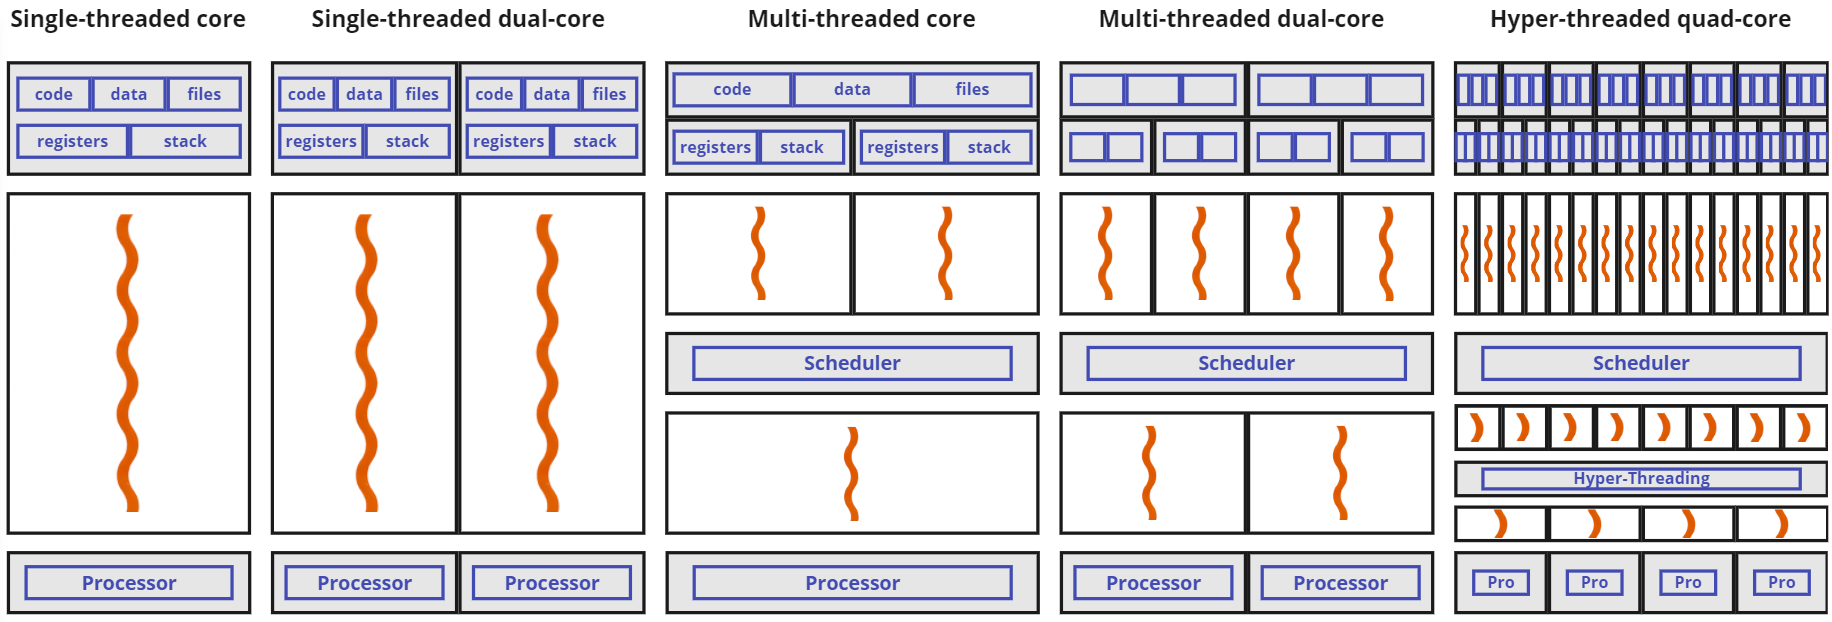 Single-threaded core
Single-threaded dual-core
Multi-threaded core
Multi-threaded dual-core
Hyper-threaded quad-core
code data files
registers stack
Processor
code data files code data files
registers stack registers stack
Processor Processor
code data files
registers stack registers stack
Scheduler
Processor
Scheduler
Processor Processor
Scheduler
Hyper-Threading
Pro Pro Pro Pro